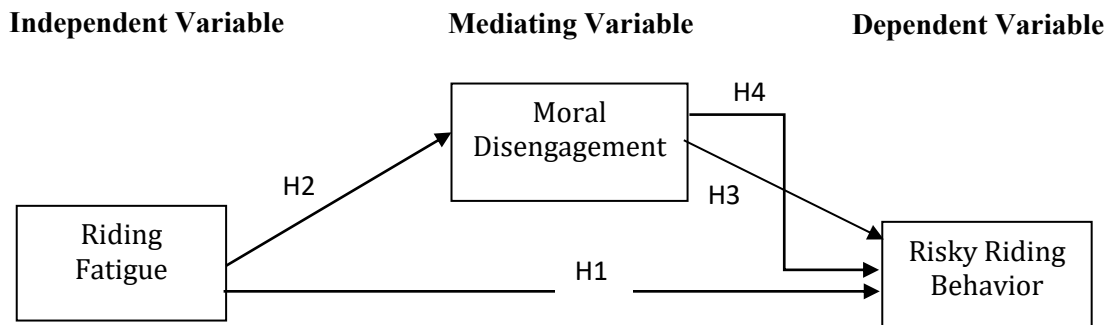 Independent Variable
Mediating Variable
Dependent Variable
Moral
Disengagement
H4
H2
H3
Riding
Fatigue
H1
Risky Riding
Behavior